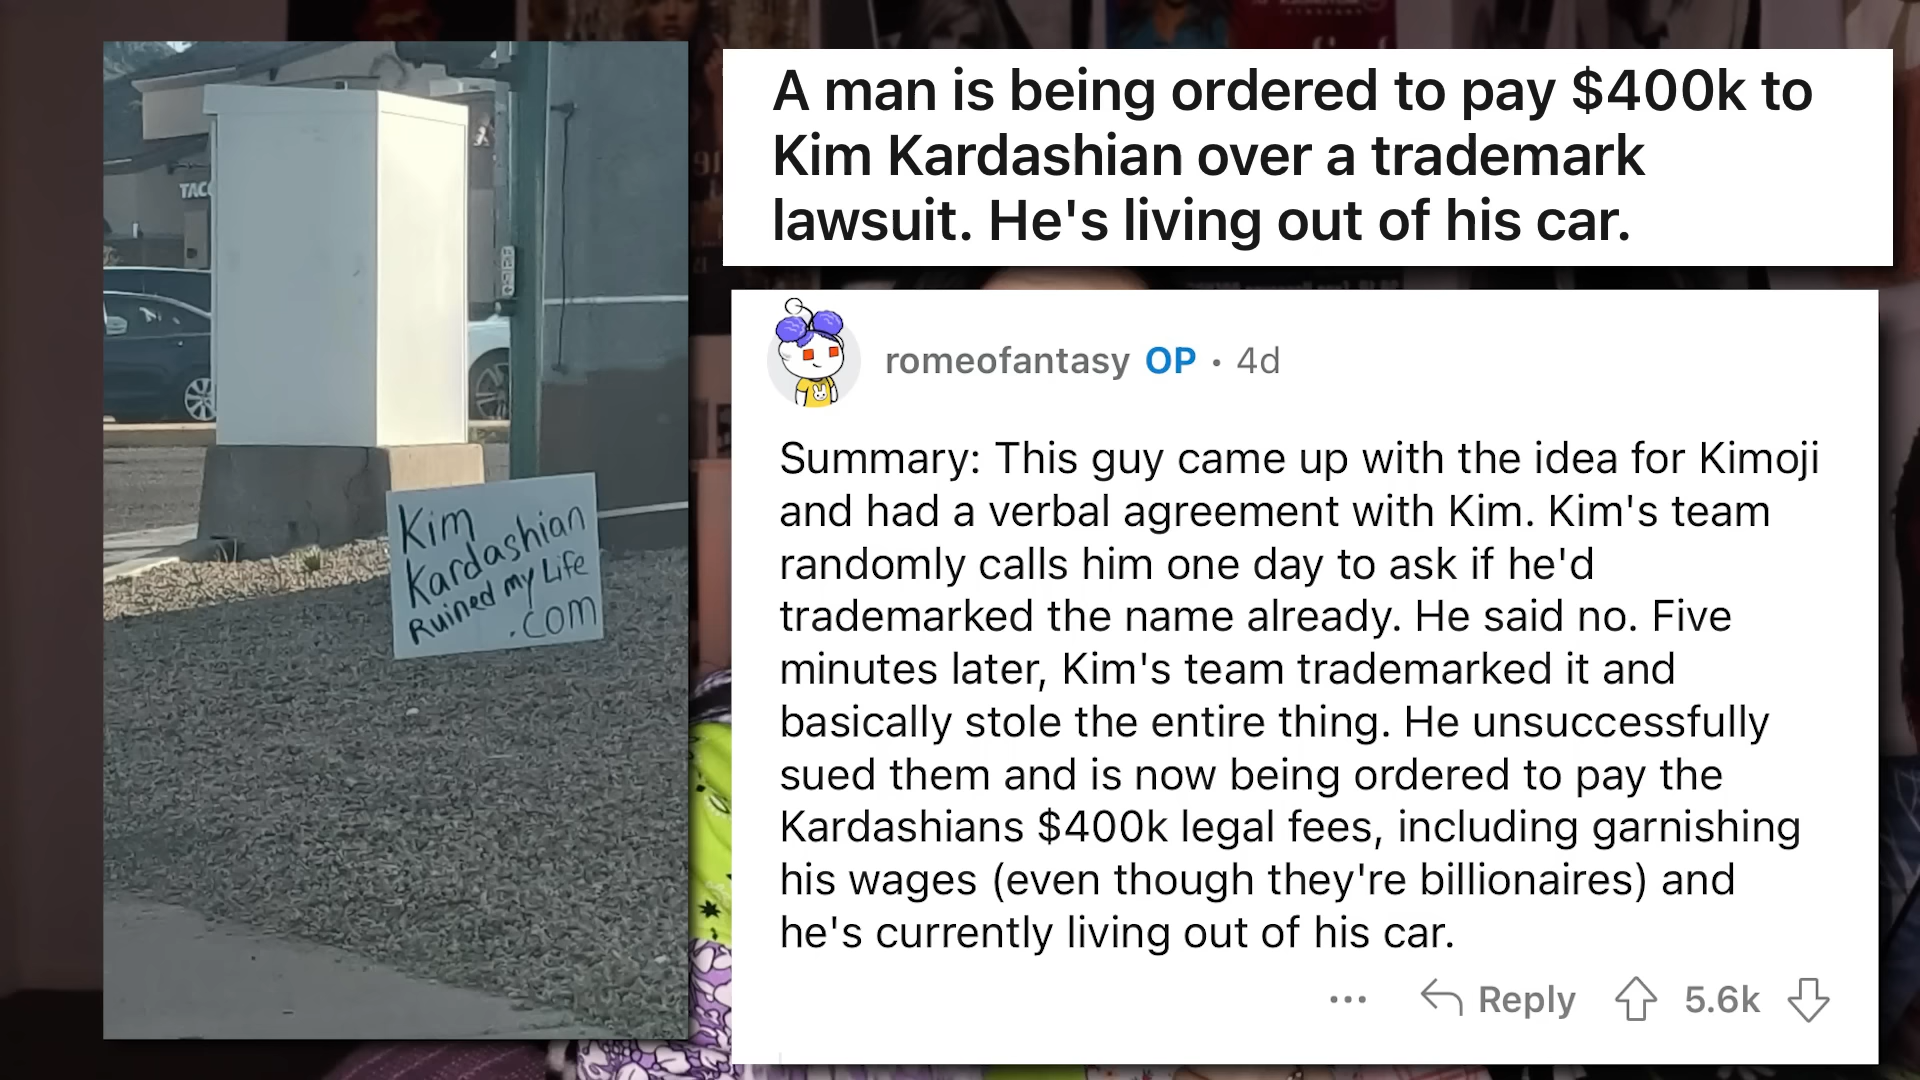 TAC
Kim
Kardashian
Ruined my Life
.com
A man is being ordered to pay $400k to
Kim Kardashian over a trademark
lawsuit. He's living out of his car.
romeofantasy OP • 4d
Summary: This guy came up with the idea for Kimoji
and had a verbal agreement with Kim. Kim's team
randomly calls him one day to ask if he'd
trademarked the name already. He said no. Five
minutes later, Kim's team trademarked it and
basically stole the entire thing. He unsuccessfully
sued them and is now being ordered to pay the
Kardashians $400k legal fees, including garnishing
his wages (even though they're billionaires) and
he's currently living out of his car.
... Reply 5.6k